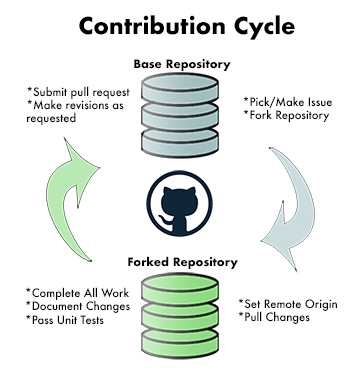 Contribution Cycle
Base Repository
*Submit pull request
*Make revisions as
requested
*Pick/Make Issue
*Fork Repository
Forked Repository
*Complete All Work
*Document Changes
*Pass Unit Tests
*Set Remote Origin
*Pull Changes